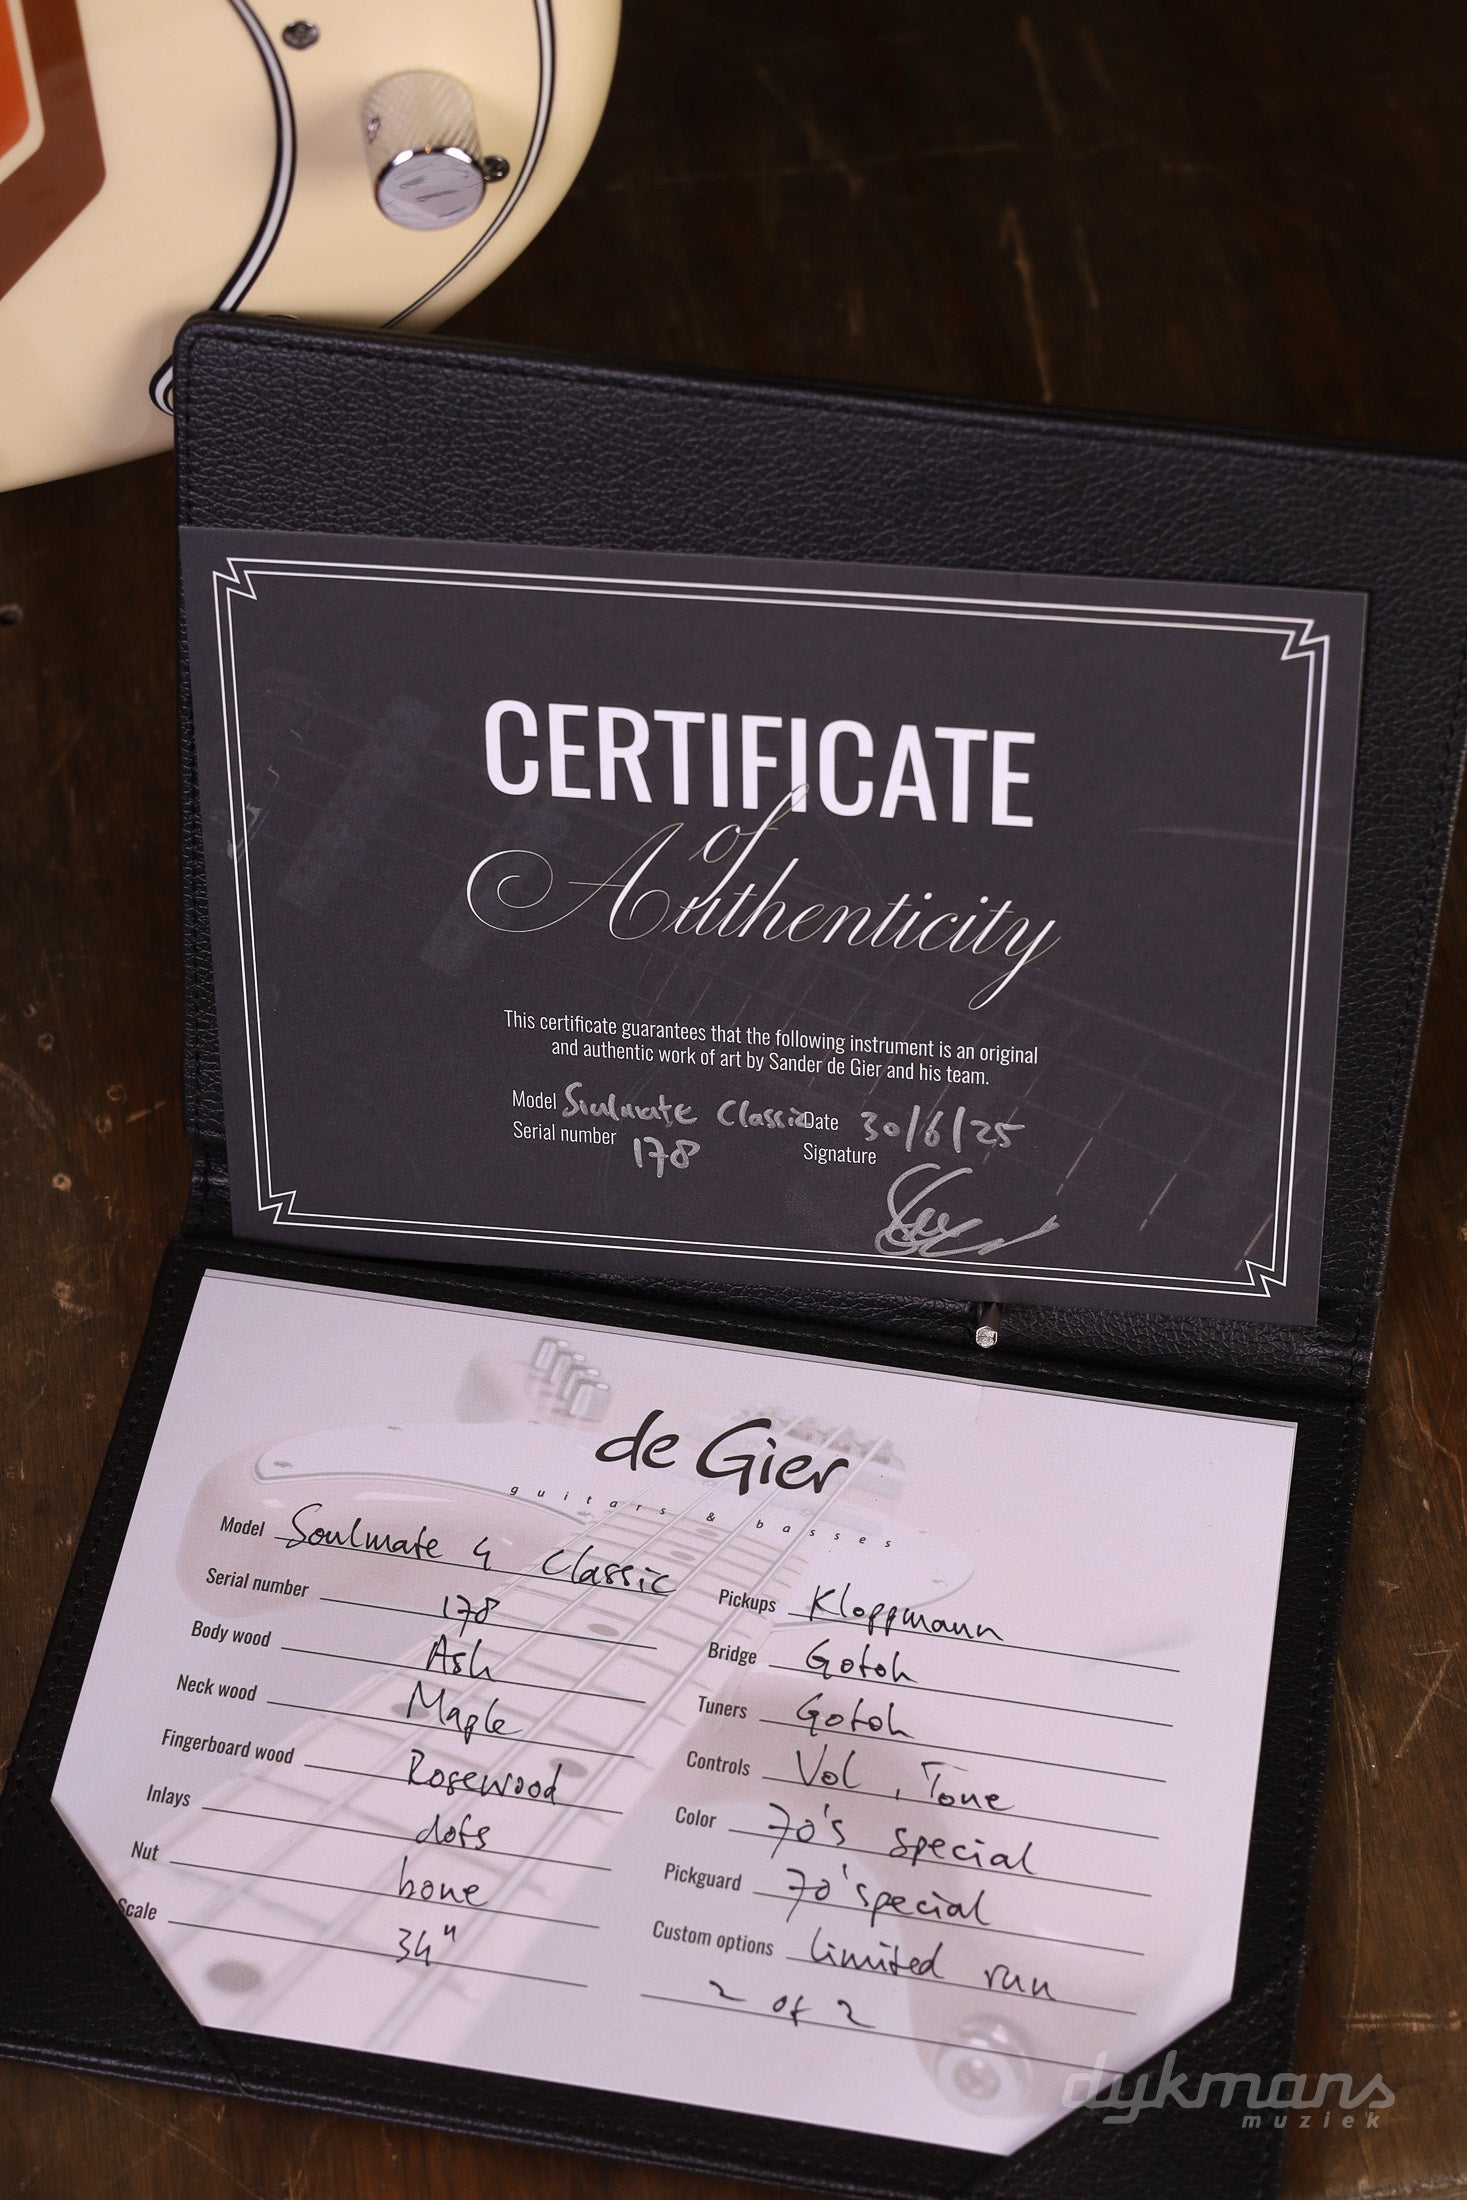 CERTIFICATE
of
Authenticity
This certificate guarantees that the following instrument is an original
and authentic work of art by Sander de Gier and his team.
Model Soulmate Classic Date 30/6/25
Serial number 178 Signature
de Gier
guitars & basses
Model Soulmate 4 Classic
Serial number 178
Body wood Ash
Neck wood Maple
Fingerboard wood Rosewood
Inlays dots
Nut bone
Scale 34"
Pickups Kloppmann
Bridge Gotoh
Tuners Gotoh
Controls Vol, Tone
Color 70's special
Pickguard 70' special
Custom options limited run
2 of 2
dykmans
muziek